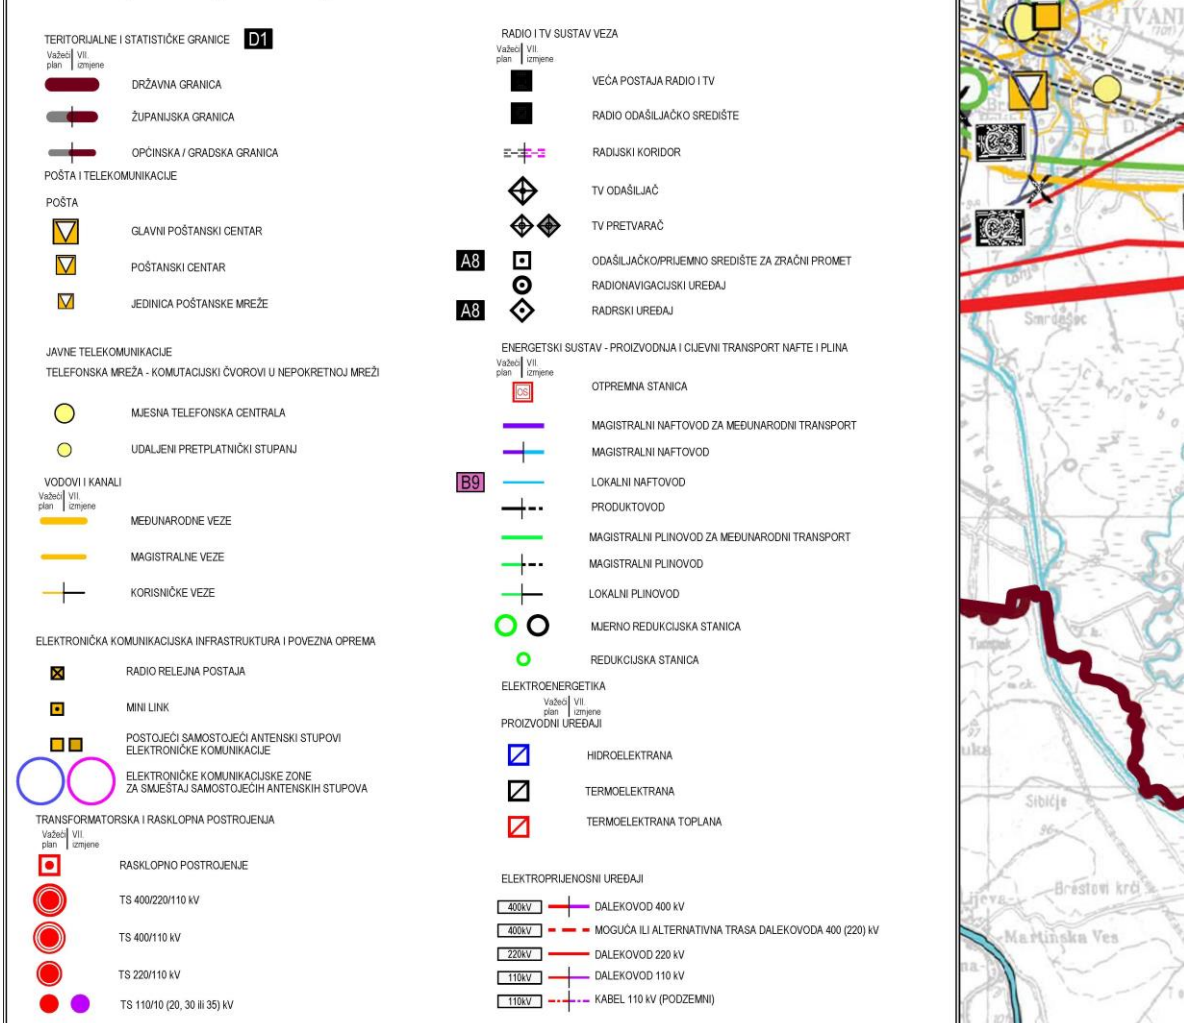 TERITORIJALNE I STATISTIČKE GRANICE D1
Važeći plan VII. izmjene
DRŽAVNA GRANICA
ŽUPANIJSKA GRANICA
OPĆINSKA / GRADSKA GRANICA
POŠTA I TELEKOMUNIKACIJE
POŠTA
GLAVNI POŠTANSKI CENTAR
POŠTANSKI CENTAR
JEDINICA POŠTANSKE MREŽE
JAVNE TELEKOMUNIKACIJE
TELEFONSKA MREŽA - KOMUTACIJSKI ČVOROVI U NEPOKRETNOJ MREŽI
MJESNA TELEFONSKA CENTRALA
UDALJENI PRETPLATNIČKI STUPANJ
VODOVI I KANALI
Važeći plan VII. izmjene
MEĐUNARODNE VEZE
MAGISTRALNE VEZE
KORISNIČKE VEZE
ELEKTRONIČKA KOMUNIKACIJSKA INFRASTRUKTURA I POVEZNA OPREMA
RADIO RELEJNA POSTAJA
MINI LINK
POSTOJEĆI SAMOSTOJEĆI ANTENSKI STUPOVI
ELEKTRONIČKE KOMUNIKACIJE
ELEKTRONIČKE KOMUNIKACIJSKE ZONE
ZA SMJEŠTAJ SAMOSTOJEĆIH ANTENSKIH STUPOVA
TRANSFORMATORSKA I RASKLOPNA POSTROJENJA
Važeći plan VII. izmjene
RASKLOPNO POSTROJENJE
TS 400/220/110 kV
TS 400/110 kV
TS 220/110 kV
TS 110/10 (20, 30 ili 35) kV
RADIO I TV SUSTAV VEZA
Važeći plan VII. izmjene
VEĆA POSTAJA RADIO I TV
RADIO ODAŠILJAČKO SREDIŠTE
RADIJSKI KORIDOR
TV ODAŠILJAČ
TV PRETVARAČ
A8 ODAŠILJAČKO/PRIJEMNO SREDIŠTE ZA ZRAČNI PROMET
RADIONAVIGACIJSKI UREĐAJ
A8 RADRSKI UREĐAJ
ENERGETSKI SUSTAV - PROIZVODNJA I CIJEVNI TRANSPORT NAFTE I PLINA
Važeći plan VII. izmjene
OS OTPREMNA STANICA
MAGISTRALNI NAFTOVOD ZA MEĐUNARODNI TRANSPORT
MAGISTRALNI NAFTOVOD
B9 LOKALNI NAFTOVOD
PRODUKTOVOD
MAGISTRALNI PLINOVOD ZA MEĐUNARODNI TRANSPORT
MAGISTRALNI PLINOVOD
LOKALNI PLINOVOD
MJERNO REDUKCIJSKA STANICA
REDUKCIJSKA STANICA
ELEKTROENERGETIKA
Važeći plan VII. izmjene
PROIZVODNI UREĐAJI
HIDROELEKTRANA
TERMOELEKTRANA
TERMOELEKTRANA TOPLANA
ELEKTROPRIJENOSNI UREĐAJI
400kV DALEKOVOD 400 kV
400kV MOGUĆA ILI ALTERNATIVNA TRASA DALEKOVODA 400 (220) kV
220kV DALEKOVOD 220 kV
110kV DALEKOVOD 110 kV
110kV KABEL 110 kV (PODZEMNI)
IVANI
C3
C2
Smrdešec
Sibičje
Brestovi krči
Martinska Ves